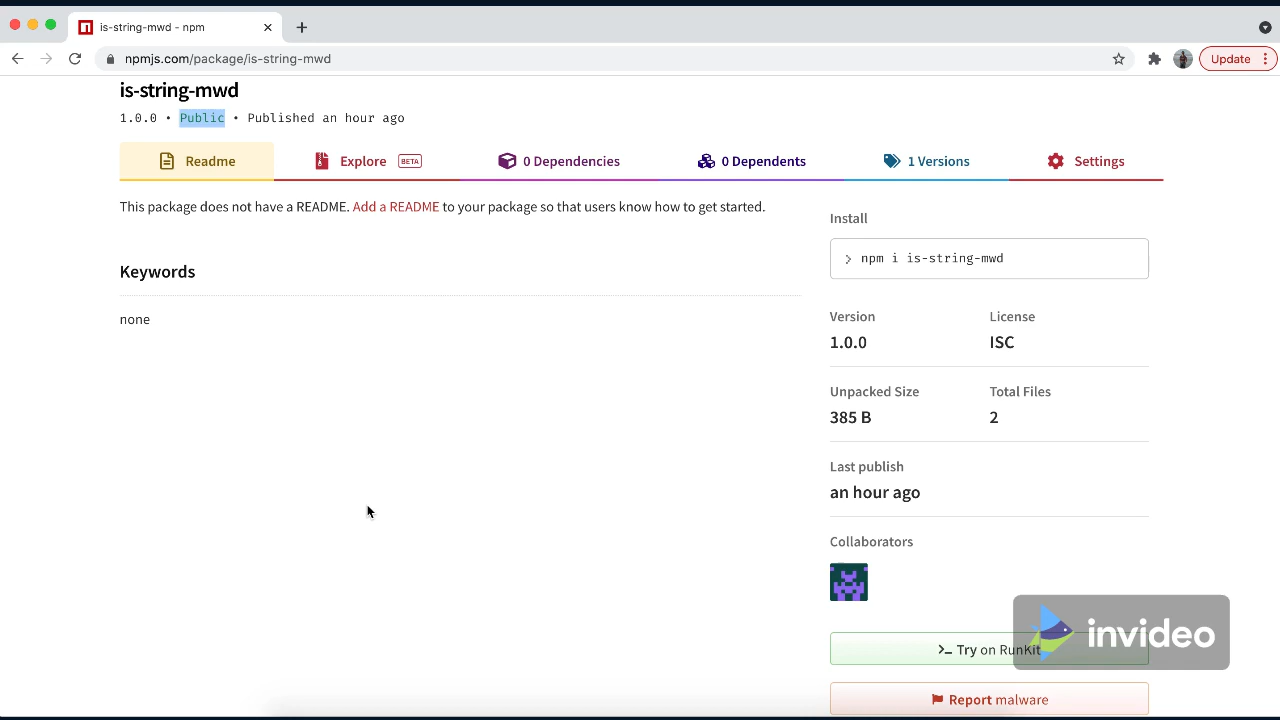 is-string-mwd - npm
npmjs.com/package/is-string-mwd
Update
is-string-mwd
1.0.0 • Public • Published an hour ago
Readme
Explore BETA
0 Dependencies
0 Dependents
1 Versions
Settings
This package does not have a README. Add a README to your package so that users know how to get started.
Keywords
none
Install
> npm i is-string-mwd
Version
License
1.0.0
ISC
Unpacked Size
Total Files
385 B
2
Last publish
an hour ago
Collaborators
>_ Try on RunKit
invideo
Report malware